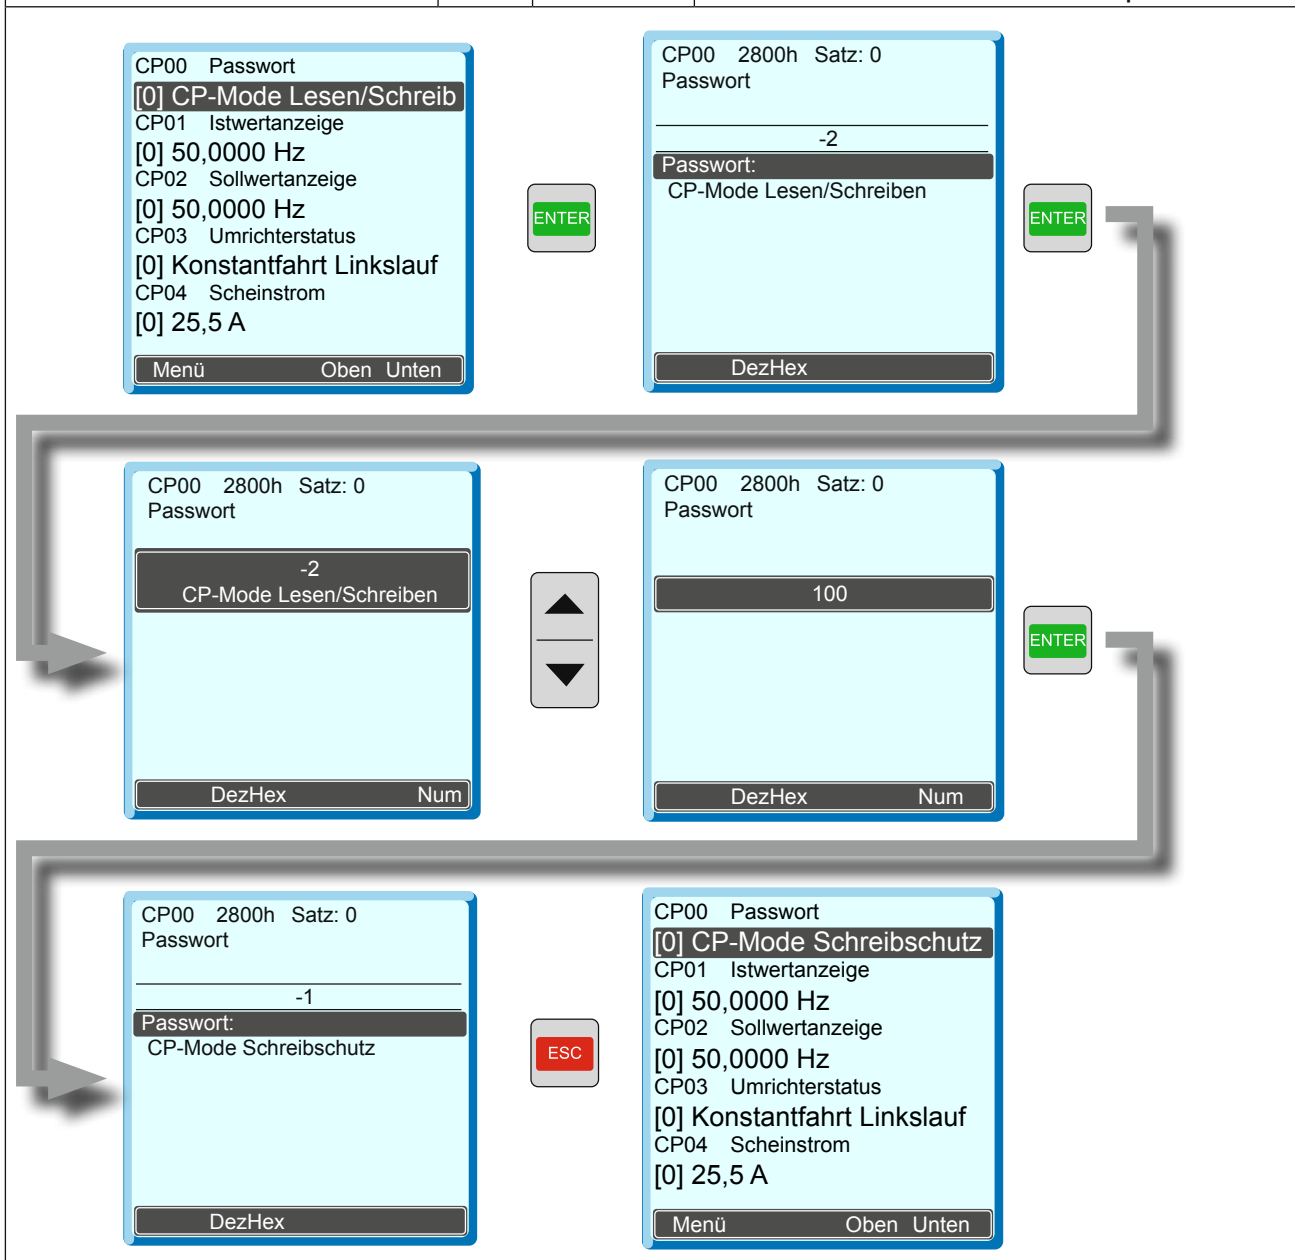 CP00 Passwort
[0] CP-Mode Lesen/Schreib
CP01 Istwertanzeige
[0] 50,0000 Hz
CP02 Sollwertanzeige
[0] 50,0000 Hz
CP03 Umrichterstatus
[0] Konstantfahrt Linkslauf
CP04 Scheinstrom
[0] 25,5 A
Menü Oben Unten
ENTER
CP00 2800h Satz: 0
Passwort
-2
Passwort:
CP-Mode Lesen/Schreiben
DezHex
ENTER
CP00 2800h Satz: 0
Passwort
-2
CP-Mode Lesen/Schreiben
DezHex Num
CP00 2800h Satz: 0
Passwort
100
DezHex Num
ENTER
CP00 2800h Satz: 0
Passwort
-1
Passwort:
CP-Mode Schreibschutz
DezHex
ESC
CP00 Passwort
[0] CP-Mode Schreibschutz
CP01 Istwertanzeige
[0] 50,0000 Hz
CP02 Sollwertanzeige
[0] 50,0000 Hz
CP03 Umrichterstatus
[0] Konstantfahrt Linkslauf
CP04 Scheinstrom
[0] 25,5 A
Menü Oben Unten